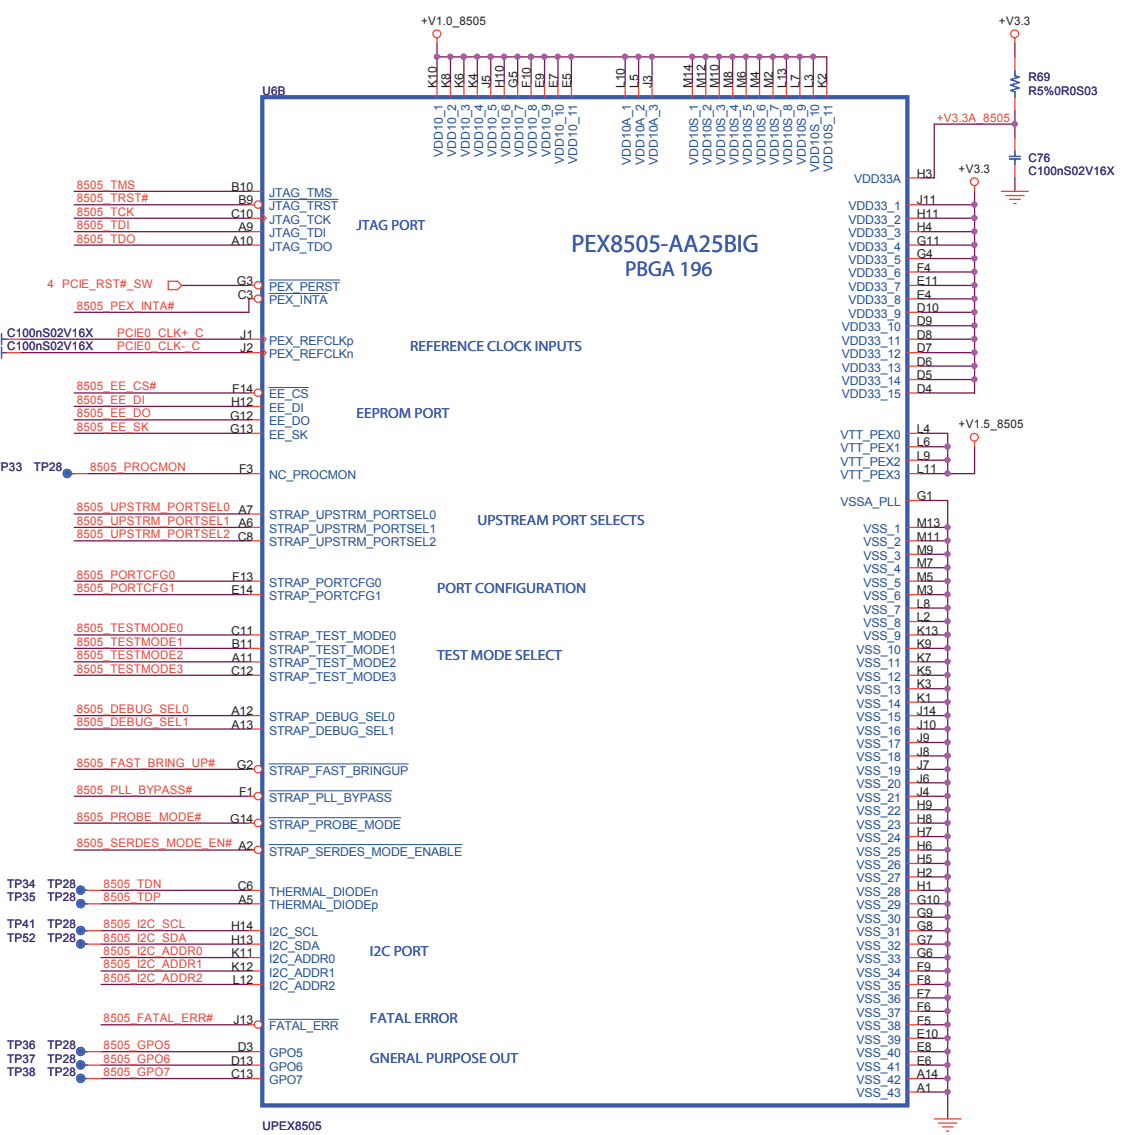 +V1.0_8505
+V3.3
K10 K8 K6 K4 J5 H10 G5 F10 E9 E7 E5 L10 L5 J3 M14 M12 M10 M8 M6 M4 M2 L13 L7 L3 K2
R69
R5%0R0S03
U6B
+V3.3A_8505
VDD10_1 VDD10_2 VDD10_3 VDD10_4 VDD10_5 VDD10_6 VDD10_7 VDD10_8 VDD10_9 VDD10_10 VDD10_11 VDD10A_1 VDD10A_2 VDD10A_3 VDD10S_1 VDD10S_2 VDD10S_3 VDD10S_4 VDD10S_5 VDD10S_6 VDD10S_7 VDD10S_8 VDD10S_9 VDD10S_10 VDD10S_11
C76
C100nS02V16X
+V3.3
VDD33A H3
PEX8505-AA25BIG
PBGA 196
8505_TMS B10 JTAG_TMS
8505_TRST# B9 JTAG_TRST
8505_TCK C10 JTAG_TCK
8505_TDI A9 JTAG_TDI
8505_TDO A10 JTAG_TDO
JTAG PORT
4 PCIE_RST#_SW G3 PEX_PERST
8505_PEX_INTA# C3 PEX_INTA
C100nS02V16X PCIE0_CLK+_C J1 PEX_REFCLKp
C100nS02V16X PCIE0_CLK-_C J2 PEX_REFCLKn
REFERENCE CLOCK INPUTS
8505_EE_CS# F14 EE_CS
8505_EE_DI H12 EE_DI
8505_EE_DO G12 EE_DO
8505_EE_SK G13 EE_SK
EEPROM PORT
P33 TP28 8505_PROCMON F3 NC_PROCMON
8505_UPSTRM_PORTSEL0 A7 STRAP_UPSTRM_PORTSEL0
8505_UPSTRM_PORTSEL1 A6 STRAP_UPSTRM_PORTSEL1
8505_UPSTRM_PORTSEL2 C8 STRAP_UPSTRM_PORTSEL2
UPSTREAM PORT SELECTS
8505_PORTCFG0 F13 STRAP_PORTCFG0
8505_PORTCFG1 E14 STRAP_PORTCFG1
PORT CONFIGURATION
8505_TESTMODE0 C11 STRAP_TEST_MODE0
8505_TESTMODE1 B11 STRAP_TEST_MODE1
8505_TESTMODE2 A11 STRAP_TEST_MODE2
8505_TESTMODE3 C12 STRAP_TEST_MODE3
TEST MODE SELECT
8505_DEBUG_SEL0 A12 STRAP_DEBUG_SEL0
8505_DEBUG_SEL1 A13 STRAP_DEBUG_SEL1
8505_FAST_BRING_UP# G2 STRAP_FAST_BRINGUP
8505_PLL_BYPASS# F1 STRAP_PLL_BYPASS
8505_PROBE_MODE# G14 STRAP_PROBE_MODE
8505_SERDES_MODE_EN# A2 STRAP_SERDES_MODE_ENABLE
TP34 TP28 8505_TDN C6 THERMAL_DIODEn
TP35 TP28 8505_TDP A5 THERMAL_DIODEp
TP41 TP28 8505_I2C_SCL H14 I2C_SCL
TP52 TP28 8505_I2C_SDA H13 I2C_SDA
8505_I2C_ADDR0 K11 I2C_ADDR0
8505_I2C_ADDR1 K12 I2C_ADDR1
8505_I2C_ADDR2 L12 I2C_ADDR2
I2C PORT
8505_FATAL_ERR# J13 FATAL_ERR
FATAL ERROR
TP36 TP28 8505_GPO5 D3 GPO5
TP37 TP28 8505_GPO6 D13 GPO6
TP38 TP28 8505_GPO7 C13 GPO7
GNERAL PURPOSE OUT
VDD33_1 J11
VDD33_2 H11
VDD33_3 H4
VDD33_4 G11
VDD33_5 G4
VDD33_6 F4
VDD33_7 E11
VDD33_8 E4
VDD33_9 D10
VDD33_10 D9
VDD33_11 D8
VDD33_12 D7
VDD33_13 D6
VDD33_14 D5
VDD33_15 D4
+V1.5_8505
VTT_PEX0 L4
VTT_PEX1 L6
VTT_PEX2 L9
VTT_PEX3 L11
VSSA_PLL G1
VSS_1 M13
VSS_2 M11
VSS_3 M9
VSS_4 M7
VSS_5 M5
VSS_6 M3
VSS_7 L8
VSS_8 L2
VSS_9 K13
VSS_10 K9
VSS_11 K7
VSS_12 K5
VSS_13 K3
VSS_14 K1
VSS_15 J14
VSS_16 J10
VSS_17 J9
VSS_18 J8
VSS_19 J7
VSS_20 J6
VSS_21 J4
VSS_22 H9
VSS_23 H8
VSS_24 H7
VSS_25 H6
VSS_26 H5
VSS_27 H2
VSS_28 H1
VSS_29 G10
VSS_30 G9
VSS_31 G8
VSS_32 G7
VSS_33 G6
VSS_34 F9
VSS_35 F8
VSS_36 F7
VSS_37 F6
VSS_38 F5
VSS_39 E10
VSS_40 E8
VSS_41 E6
VSS_42 A14
VSS_43 A1
UPEX8505